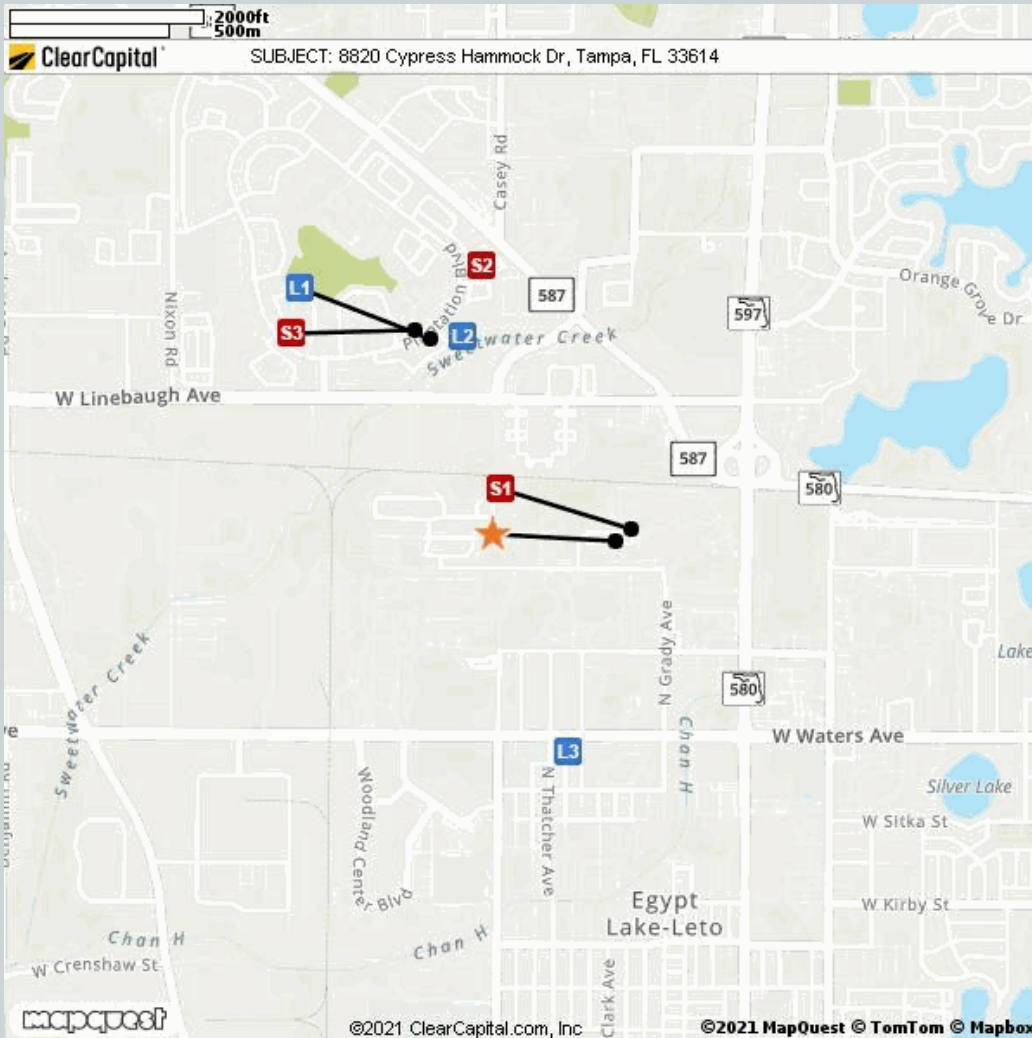 2000ft
500m
ClearCapital
SUBJECT: 8820 Cypress Hammock Dr, Tampa, FL 33614
Casey Rd
S2
Plantation Blvd
L1
587
Orange Grove Dr.
597
Nixon Rd
S3
L2
Sweetwater Creek
W Linebaugh Ave
587
580
S1
N Grady Ave
Sweetwater Creek
Lake
580
Chan H
W Waters Ave
L3
Woodland Center Blvd
N Thatcher Ave
Silver Lake
W Sitka St
Egypt
Lake-Leto
W Kirby St
Chan H
Chan H
W Crenshaw St
Clark Ave
mapquest
©2021 ClearCapital.com, Inc
©2021 MapQuest © TomTom © Mapbox